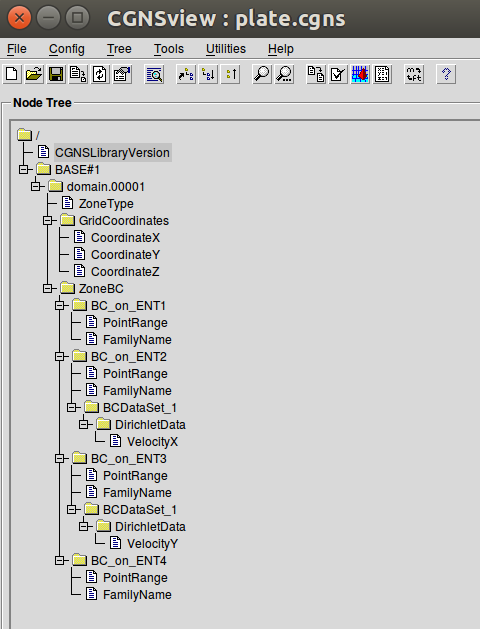 CGNSview : plate.cgns
File Config Tree Tools Utilities Help
Node Tree
/
CGNSLibraryVersion
BASE#1
domain.00001
ZoneType
GridCoordinates
CoordinateX
CoordinateY
CoordinateZ
ZoneBC
BC_on_ENT1
PointRange
FamilyName
BC_on_ENT2
PointRange
FamilyName
BCDataSet_1
DirichletData
VelocityX
BC_on_ENT3
PointRange
FamilyName
BCDataSet_1
DirichletData
VelocityY
BC_on_ENT4
PointRange
FamilyName